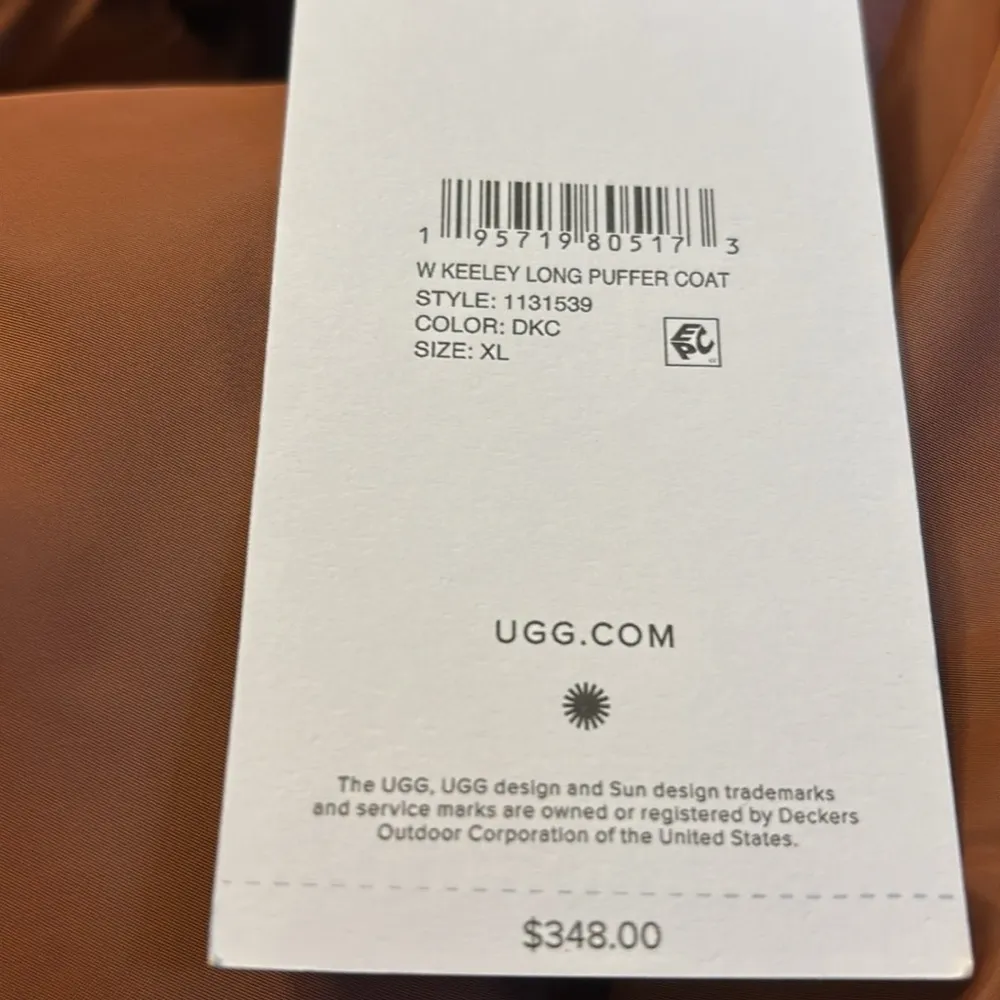 1 95719 80517 3
W KEELEY LONG PUFFER COAT
STYLE: 1131539
COLOR: DKC
SIZE: XL
EPC
UGG.COM
The UGG, UGG design and Sun design trademarks
and service marks are owned or registered by Deckers
Outdoor Corporation of the United States.
$348.00